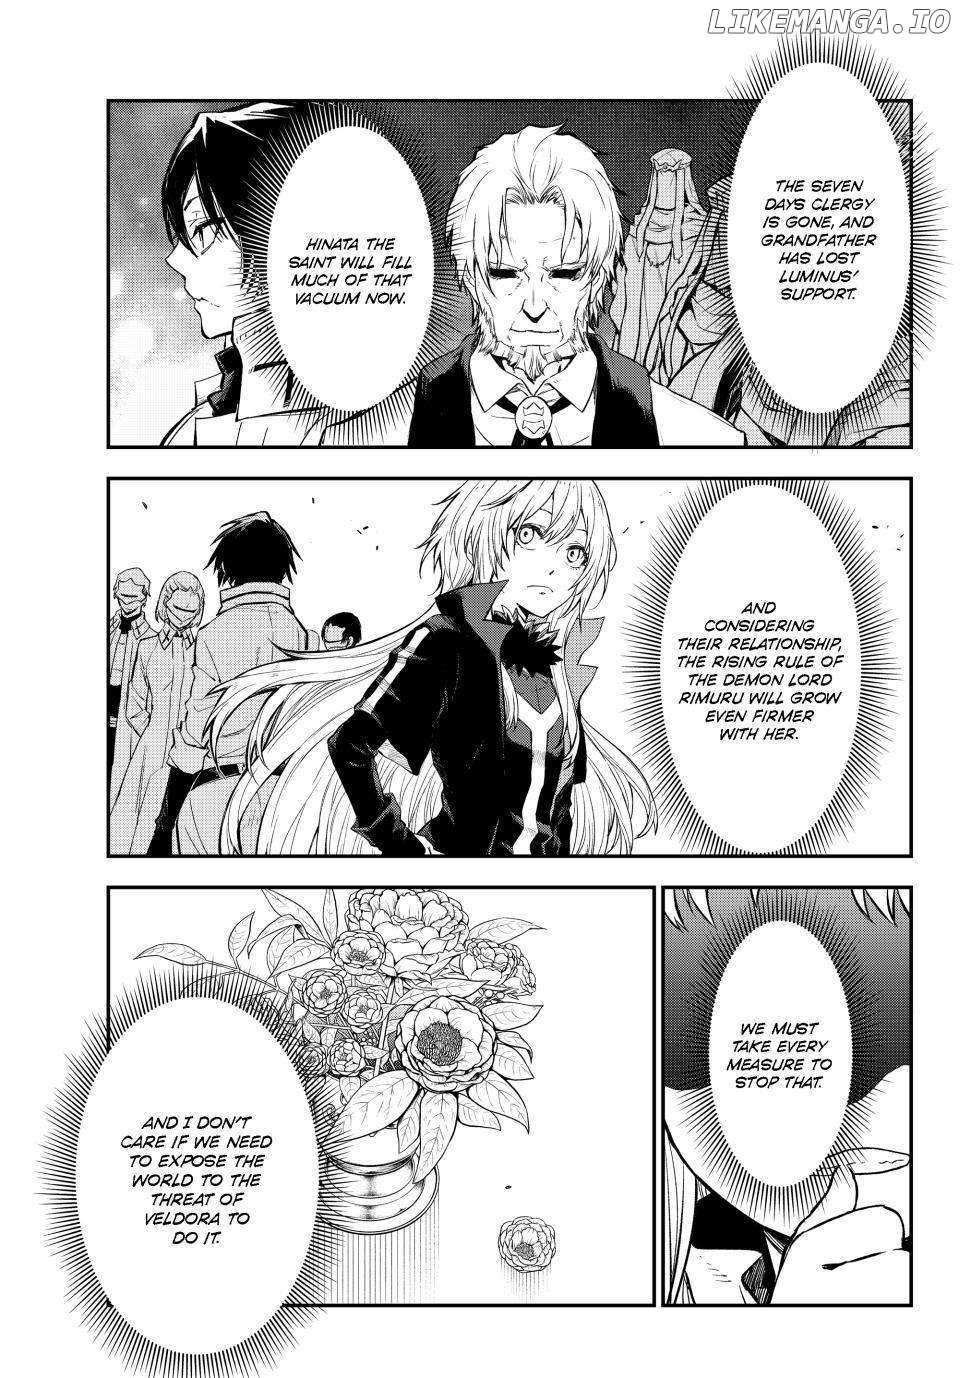 LIKEMANGA.IO
THE SEVEN
DAYS CLERGY
IS GONE, AND
GRANDFATHER
HAS LOST
LUMINUS'
SUPPORT.
HINATA THE
SAINT WILL FILL
MUCH OF THAT
VACUUM NOW.
AND
CONSIDERING
THEIR RELATIONSHIP,
THE RISING RULE OF
THE DEMON LORD
RIMURU WILL GROW
EVEN FIRMER
WITH HER.
WE MUST
TAKE EVERY
MEASURE TO
STOP THAT.
AND I DON'T
CARE IF WE NEED
TO EXPOSE THE
WORLD TO THE
THREAT OF
VELDORA TO
DO IT.